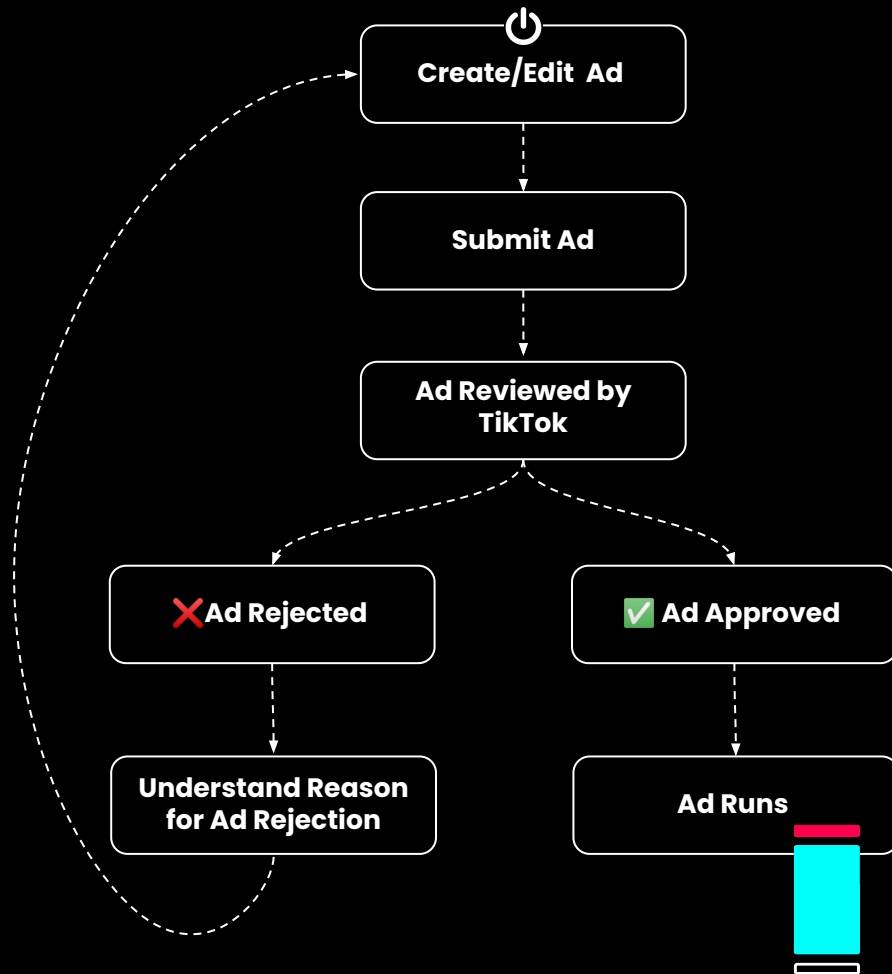 Create/Edit Ad
Submit Ad
Ad Reviewed by
TikTok
❌Ad Rejected
✅ Ad Approved
Understand Reason
for Ad Rejection
Ad Runs